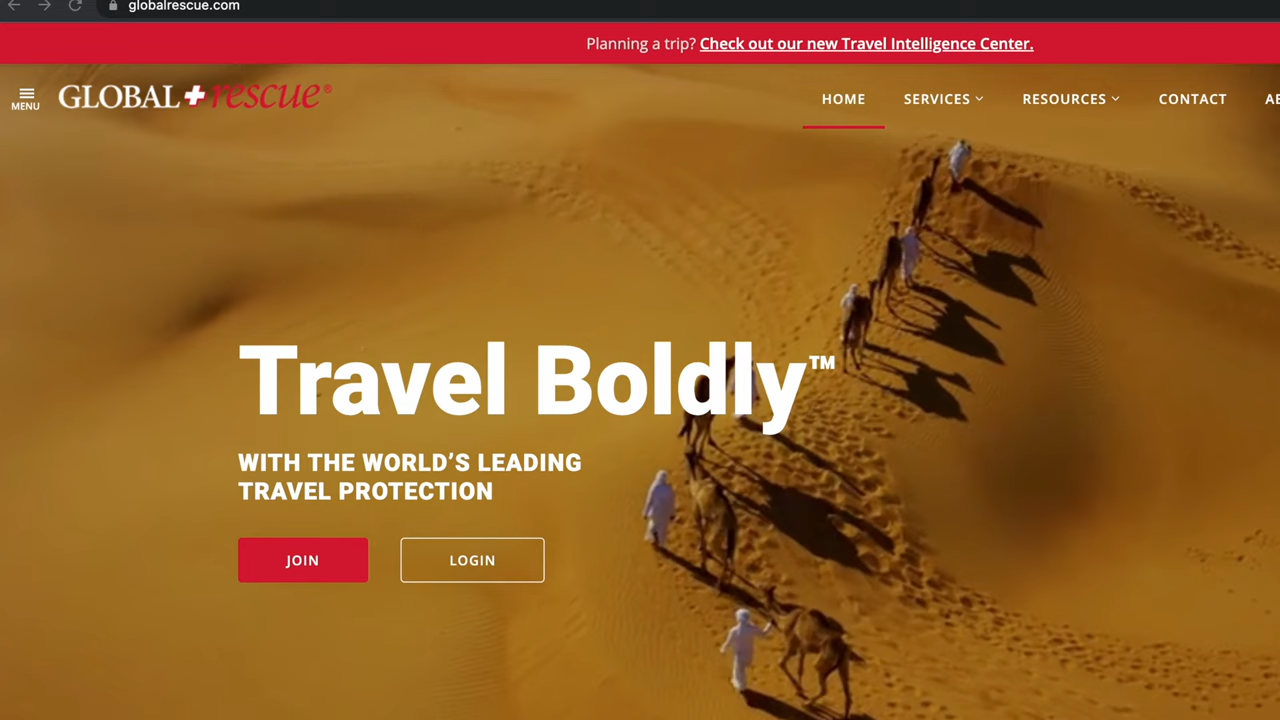 globalrescue.com
Planning a trip? Check out our new Travel Intelligence Center.
MENU
GLOBAL rescue®
HOME SERVICES RESOURCES CONTACT
Travel Boldly™
WITH THE WORLD'S LEADING
TRAVEL PROTECTION
JOIN LOGIN